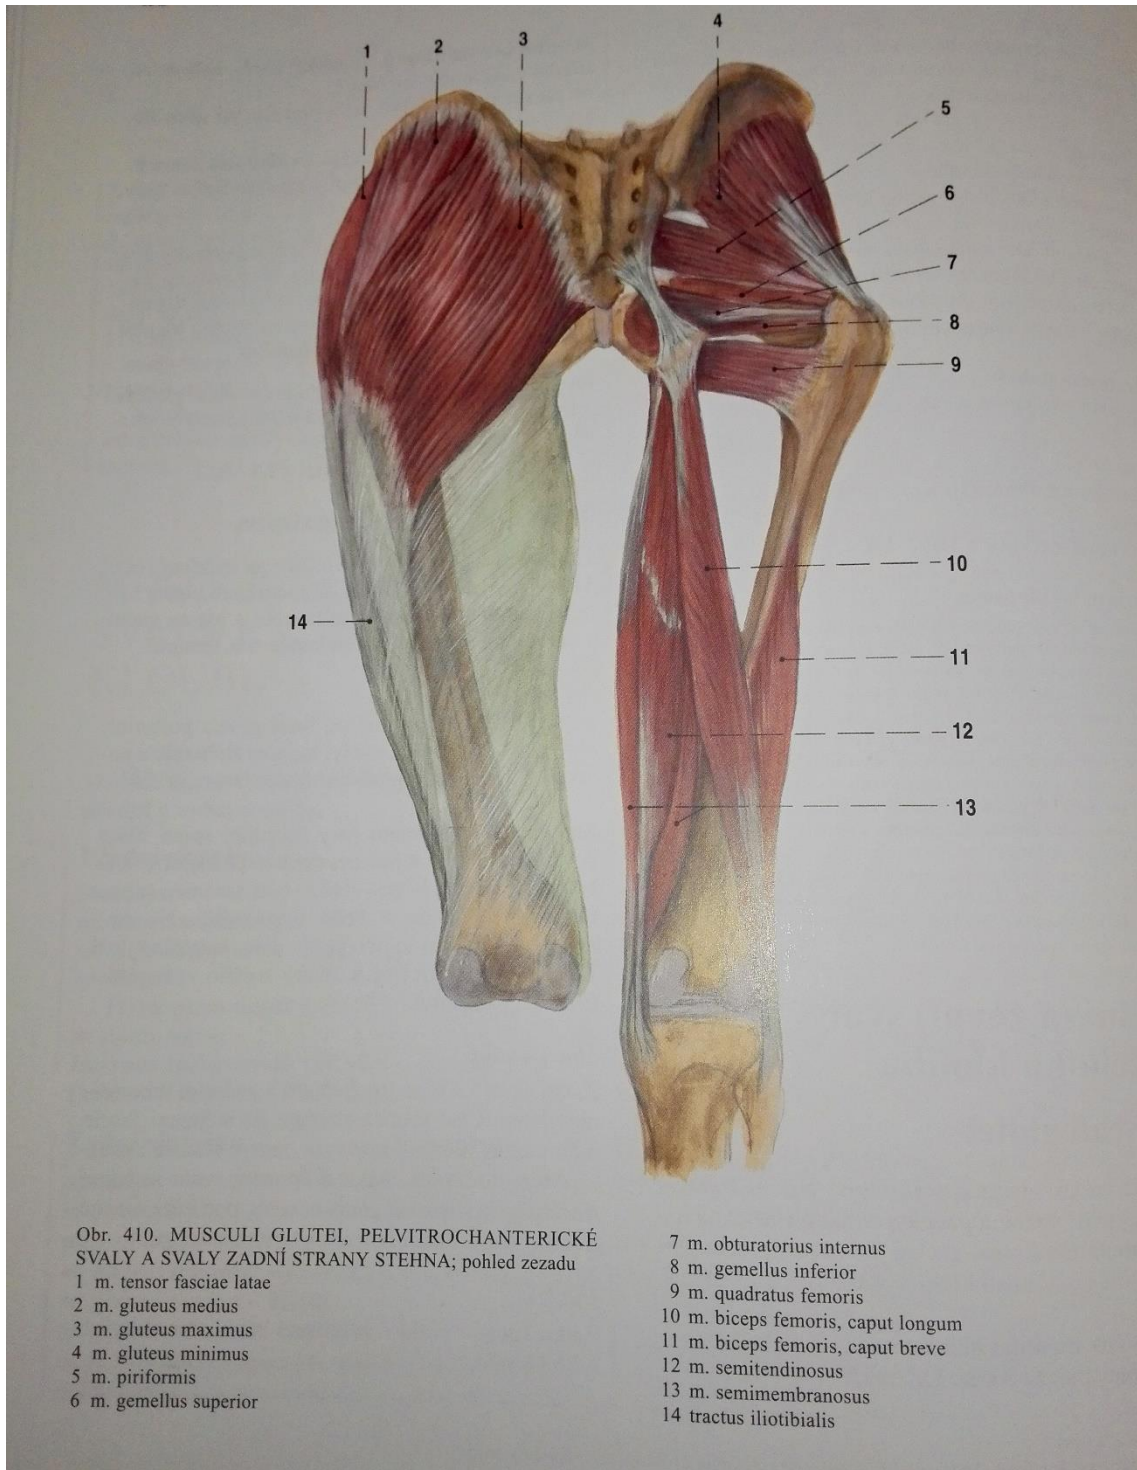 1
2
3
4
5
6
7
8
9
10
11
12
13
14
Obr. 410. MUSCULI GLUTEI, PELVITROCHANTERICKÉ
SVALY A SVALY ZADNÍ STRANY STEHNA; pohled zezadu
1 m. tensor fasciae latae
2 m. gluteus medius
3 m. gluteus maximus
4 m. gluteus minimus
5 m. piriformis
6 m. gemellus superior
7 m. obturatorius internus
8 m. gemellus inferior
9 m. quadratus femoris
10 m. biceps femoris, caput longum
11 m. biceps femoris, caput breve
12 m. semitendinosus
13 m. semimembranosus
14 tractus iliotibialis